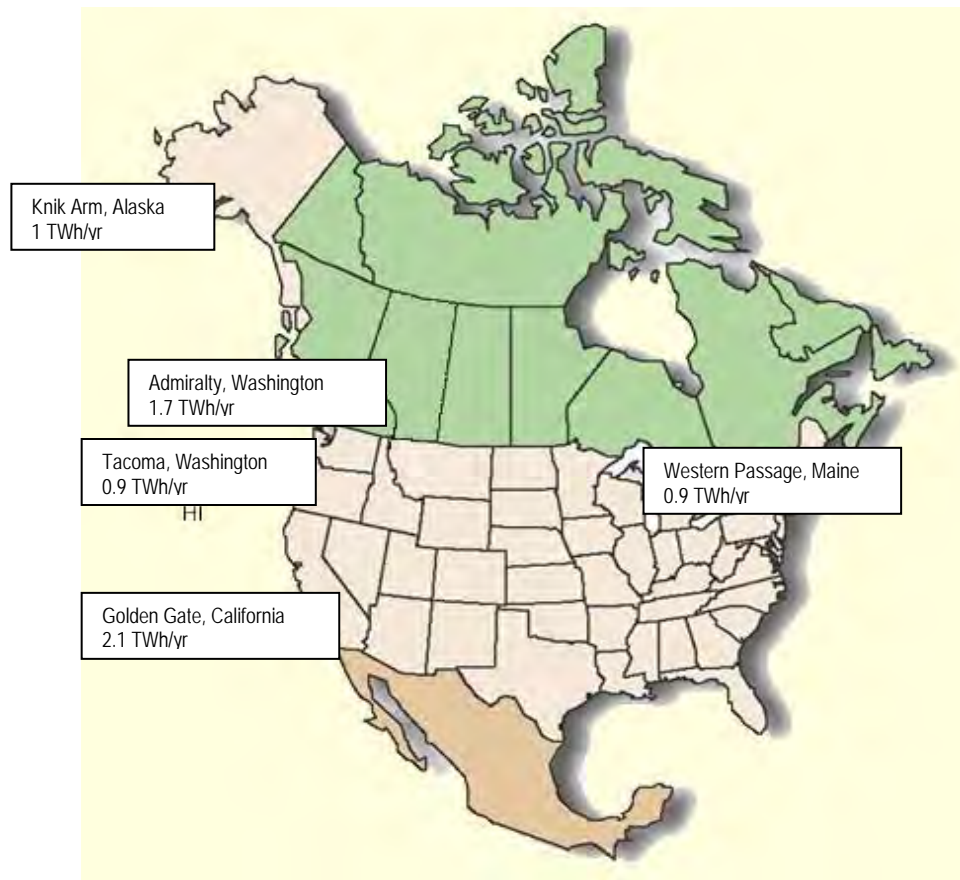 Knik Arm, Alaska
1 TWh/yr
Admiralty, Washington
1.7 TWh/yr
Tacoma, Washington
0.9 TWh/yr
Western Passage, Maine
0.9 TWh/yr
HI
Golden Gate, California
2.1 TWh/yr